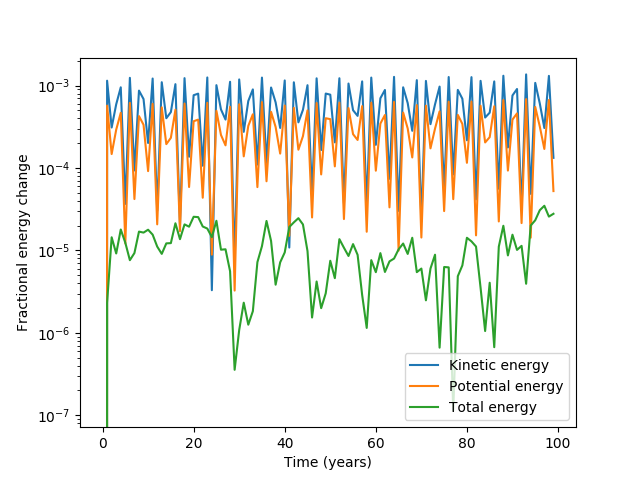 Fractional energy change
10⁻³
10⁻⁴
10⁻⁵
10⁻⁶
10⁻⁷
Kinetic energy
Potential energy
Total energy
0 20 40 60 80 100
Time (years)